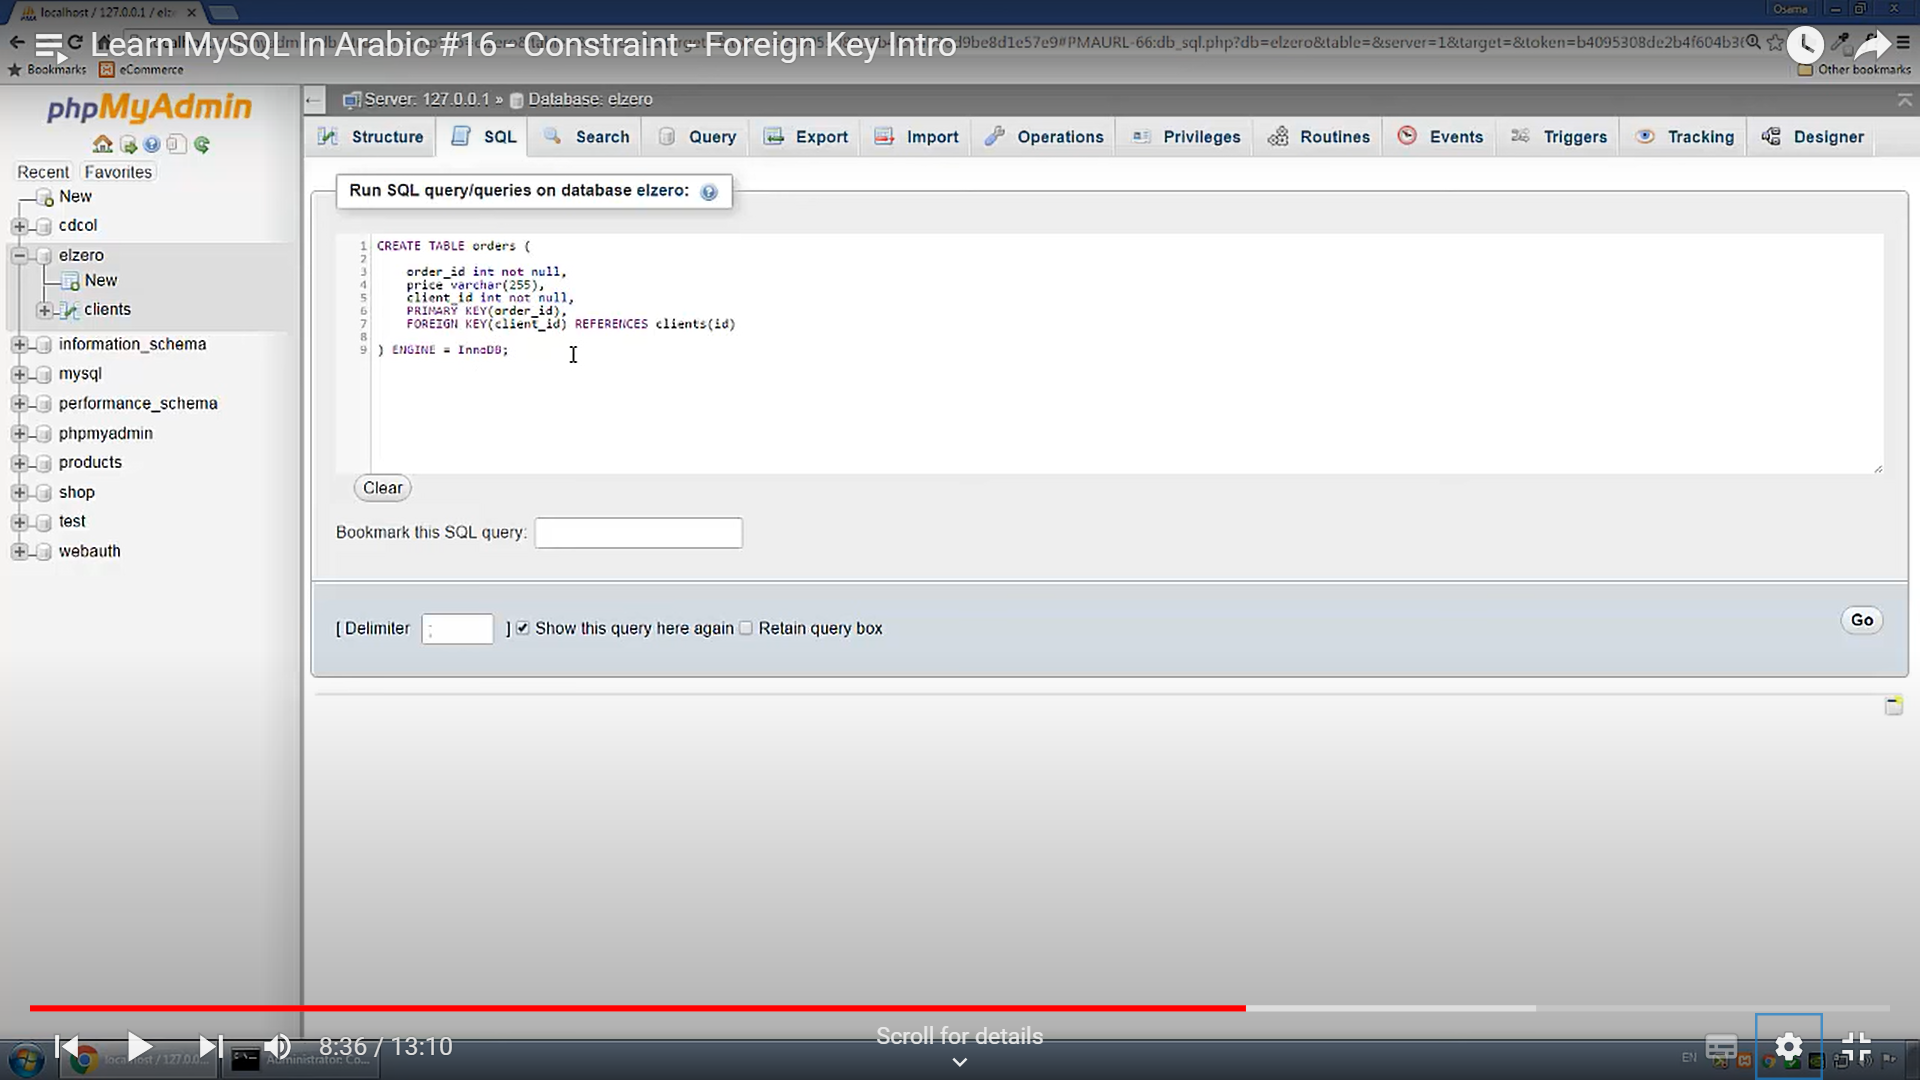 localhost / 127.0.0.1 / elz
Osama
Learn MySQL In Arabic #16 - Constraint - Foreign Key Intro
d9be8d1e57e9#PMAURL-66:db_sql.php?db=elzero&table=&server=1&target=&token=b4095308de2b4f604b3
Bookmarks
eCommerce
Other bookmarks
phpMyAdmin
Server: 127.0.0.1 » Database: elzero
Structure
SQL
Search
Query
Export
Import
Operations
Privileges
Routines
Events
Triggers
Tracking
Designer
Recent
Favorites
New
cdcol
elzero
New
clients
information_schema
mysql
performance_schema
phpmyadmin
products
shop
test
webauth
Run SQL query/queries on database elzero:
1 CREATE TABLE orders (
2
3 order_id int not null,
4 price varchar(255),
5 client_id int not null,
6 PRIMARY KEY(order_id),
7 FOREIGN KEY(client_id) REFERENCES clients(id)
8
9 ) ENGINE = InnoDB;
Clear
Bookmark this SQL query:
[ Delimiter ; ] Show this query here again Retain query box
Go
Scroll for details
8:36 / 13:10
localhost / 127.0.0...
Administrator: Co...
EN